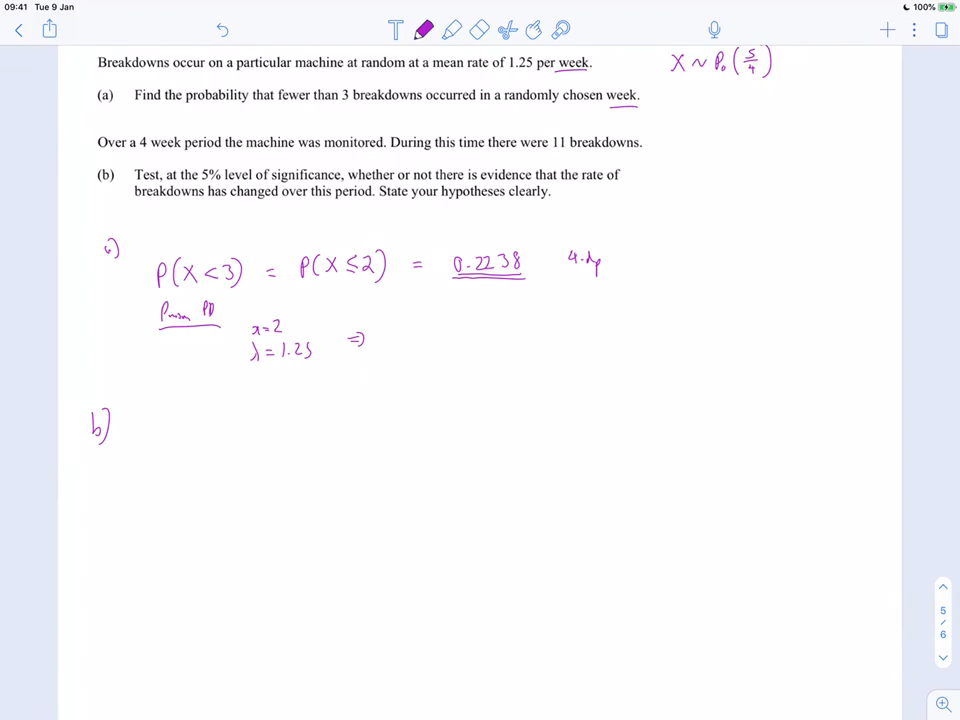 09:41 Tue 9 Jan
100%
T
Breakdowns occur on a particular machine at random at a mean rate of 1.25 per week.
X ~ Po(5/4)
(a) Find the probability that fewer than 3 breakdowns occurred in a randomly chosen week.
Over a 4 week period the machine was monitored. During this time there were 11 breakdowns.
(b) Test, at the 5% level of significance, whether or not there is evidence that the rate of
breakdowns has changed over this period. State your hypotheses clearly.
a)
P(X < 3) = P(X ≤ 2) = 0.2238 4.dp
PD
x = 2
λ = 1.25 ⇒
b)
5
/
6